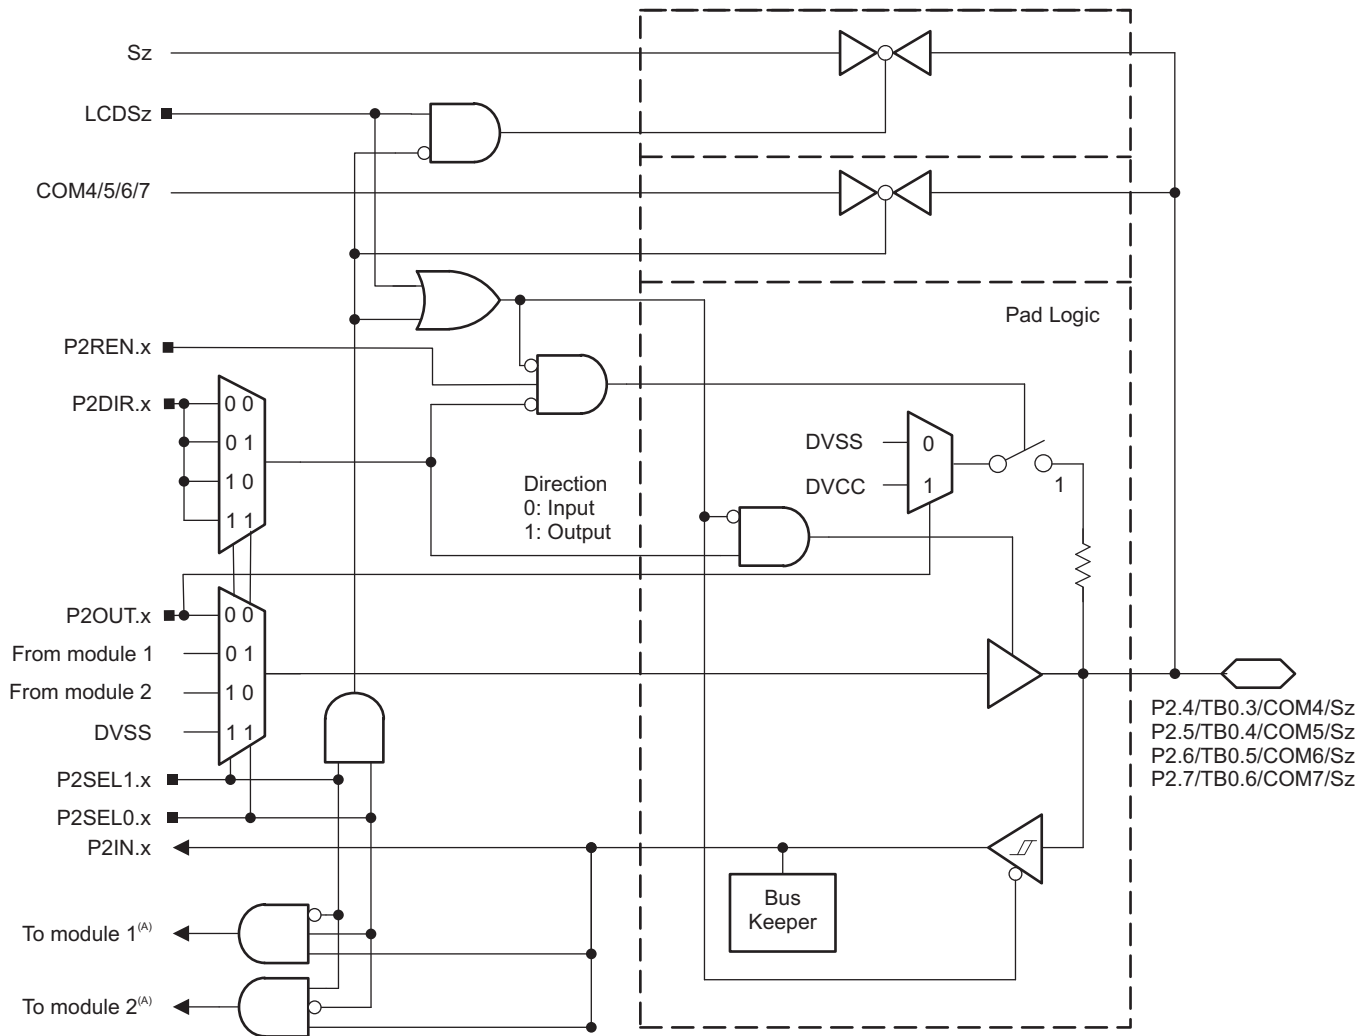 Sz
LCDSz
COM4/5/6/7
Pad Logic
P2REN.x
P2DIR.x
0 0
0 1
1 0
1 1
DVSS
0
DVCC
1
1
Direction
0: Input
1: Output
P2OUT.x
0 0
From module 1
0 1
From module 2
1 0
DVSS
1 1
P2.4/TB0.3/COM4/Sz
P2.5/TB0.4/COM5/Sz
P2.6/TB0.5/COM6/Sz
P2.7/TB0.6/COM7/Sz
P2SEL1.x
P2SEL0.x
P2IN.x
Bus
Keeper
To module 1(A)
To module 2(A)